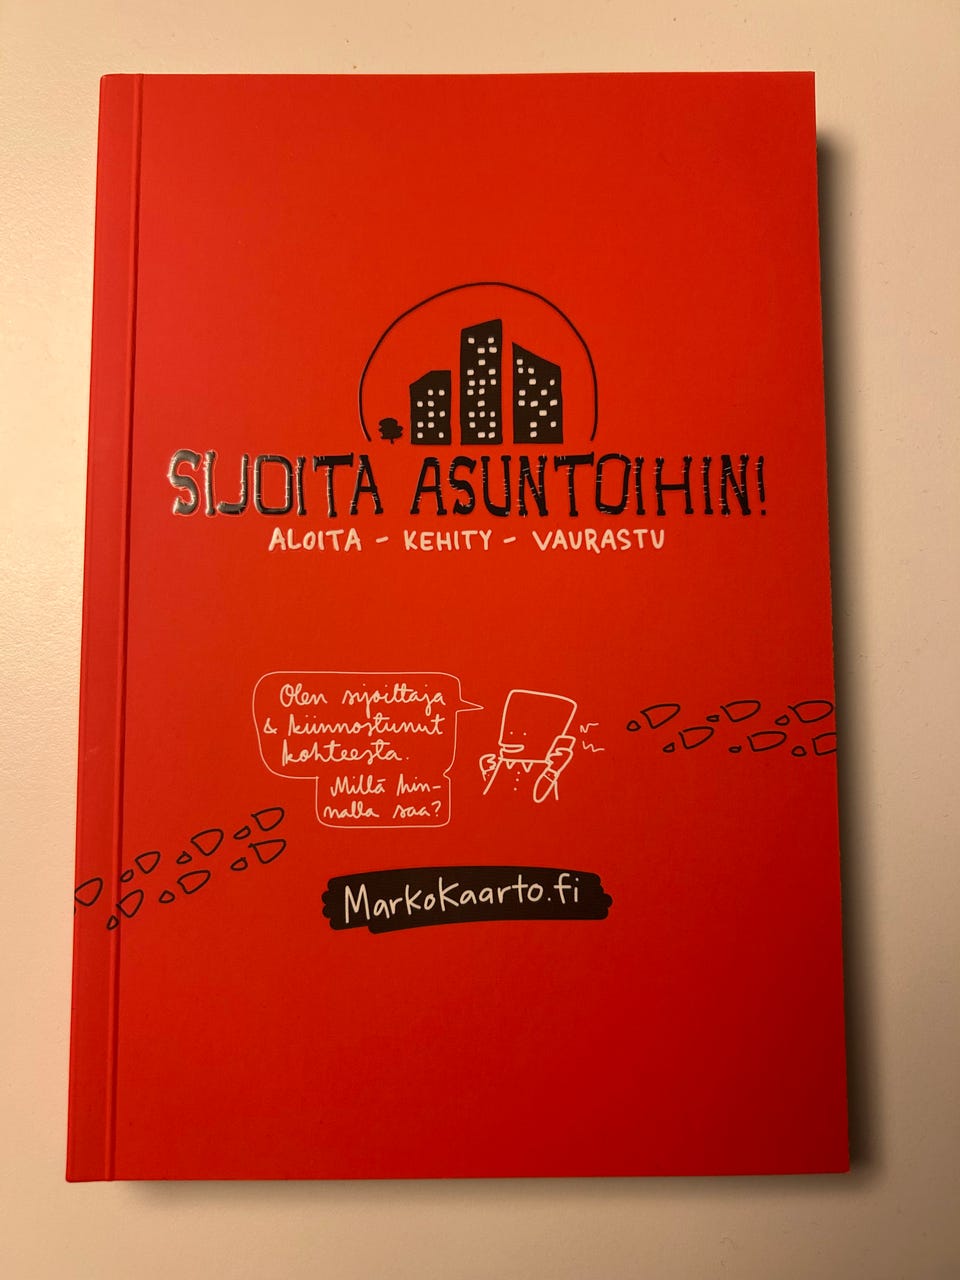 SIJOITA ASUNTOIHIN!
ALOITA - KEHITY - VAURASTU
Olen sijoittaja
& kiinnostunut
kohteesta.
Millä hin-
nalla saa?
MarkoKaarto.fi